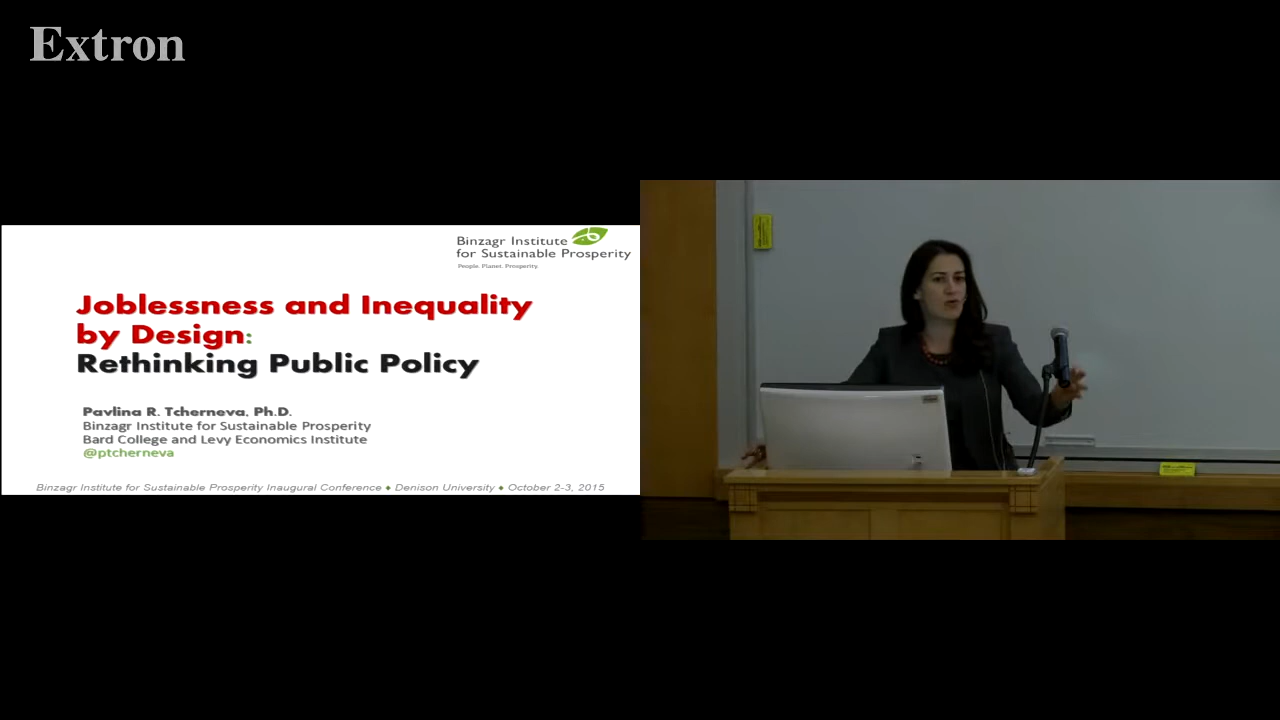 Extron
Binzagr Institute
for Sustainable Prosperity
People. Planet. Prosperity.
Joblessness and Inequality
by Design:
Rethinking Public Policy
Pavlina R. Tcherneva, Ph.D.
Binzagr Institute for Sustainable Prosperity
Bard College and Levy Economics Institute
@ptcherneva
Binzagr Institute for Sustainable Prosperity Inaugural Conference ♦ Denison University ♦ October 2-3, 2015